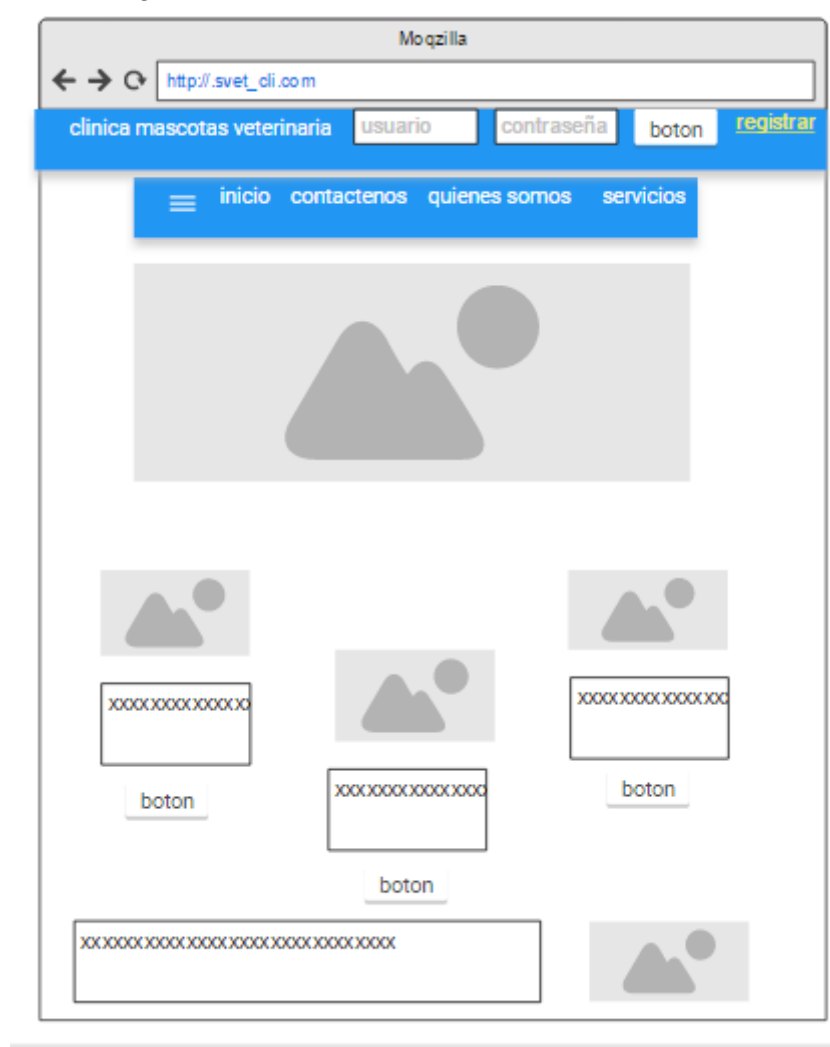 Moqzilla
http://.svet_cli.com
clinica mascotas veterinaria usuario contraseña boton registrar
inicio contactenos quienes somos servicios
xxxxxxxxxxxxxx xxxxxxxxxxxxxxx
boton xxxxxxxxxxxxxxx boton
boton
xxxxxxxxxxxxxxxxxxxxxxxxxxxxxx